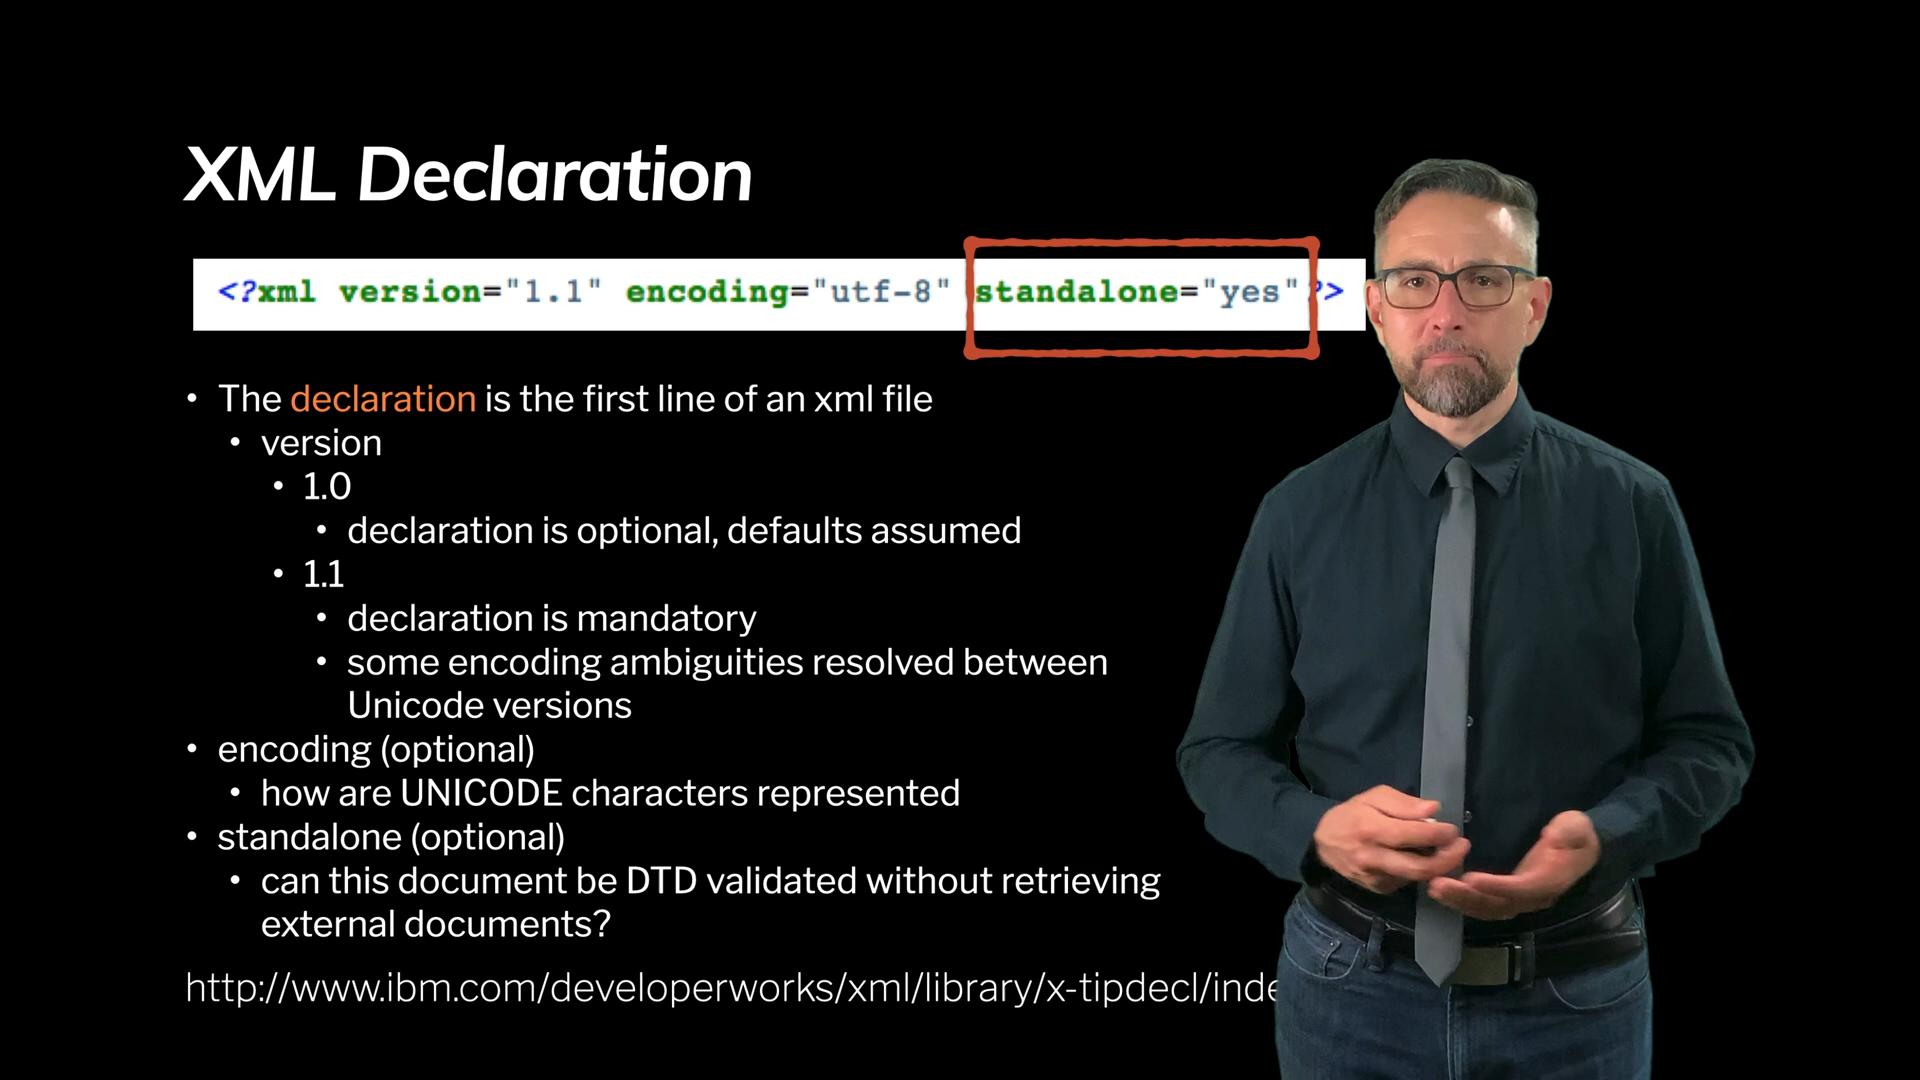 XML Declaration
<?xml version="1.1" encoding="utf-8" standalone="yes"?>
• The declaration is the first line of an xml file
• version
• 1.0
• declaration is optional, defaults assumed
• 1.1
• declaration is mandatory
• some encoding ambiguities resolved between
Unicode versions
• encoding (optional)
• how are UNICODE characters represented
• standalone (optional)
• can this document be DTD validated without retrieving
external documents?
http://www.ibm.com/developerworks/xml/library/x-tipdecl/inde